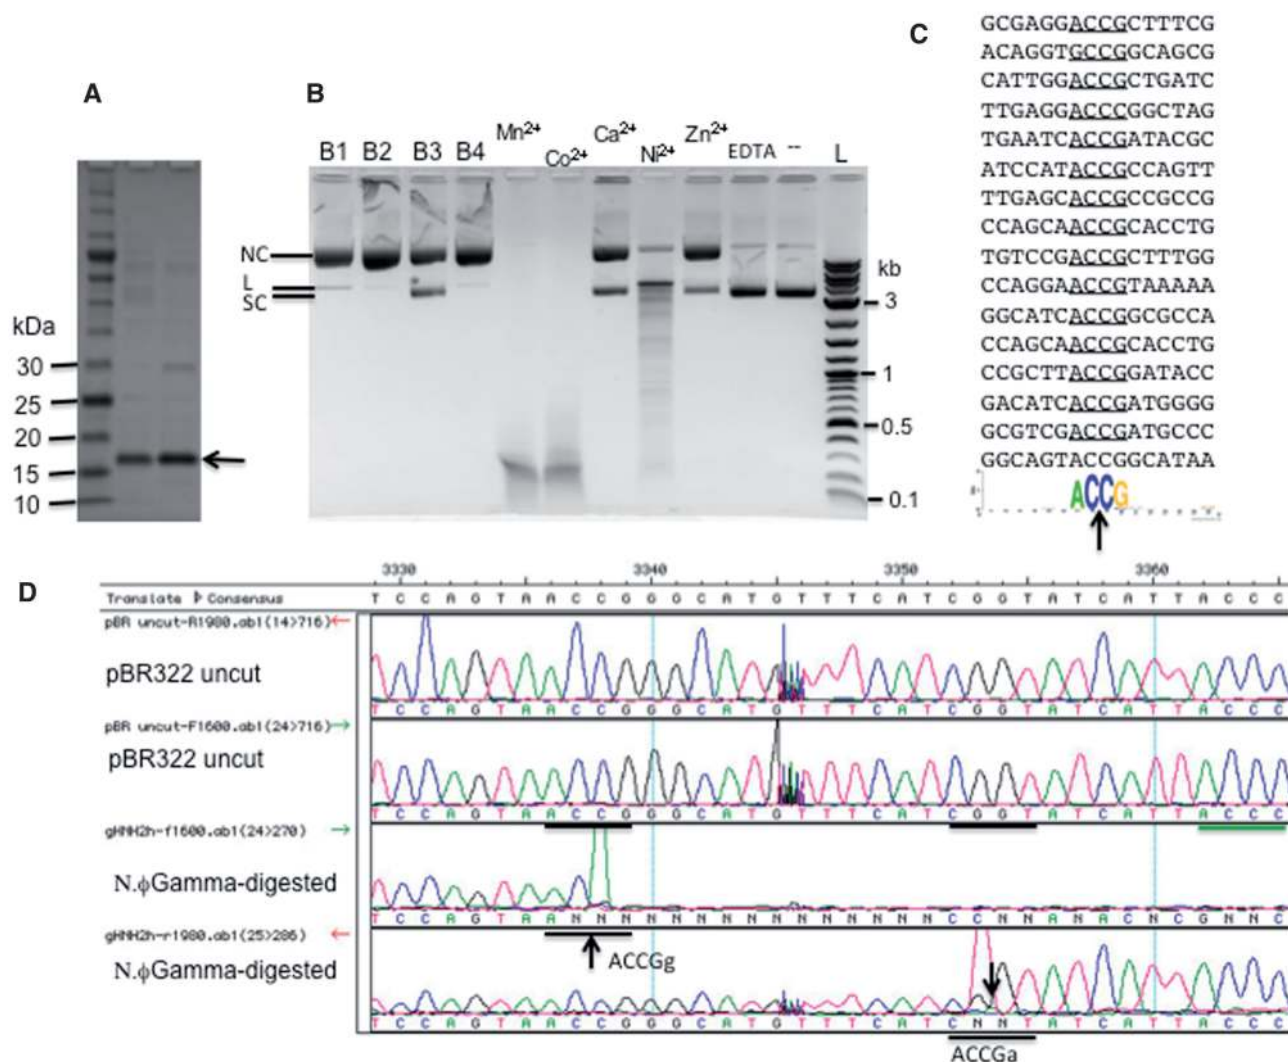 A
kDa
30
25
20
15
10
B
B1 B2 B3 B4 Mn2+ Co2+ Ca2+ Ni2+ Zn2+ EDTA -- L
NC
L
SC
kb
3
1
0.5
0.1
C
GCGAGGACCGCTTTCG
ACAGGTGCCGGCAGCG
CATTGGACCGCTGATC
TTGAGGACCCGGCTAG
TGAATCACCGATACGC
ATCCATACCGCCAGTT
TTGAGCACCGCCGCCG
CCAGCAACCGCACCTG
TGTCCGACCGCTTTGG
CCAGGAACCGTAAAAA
GGCATCACCGGCGCCA
CCAGCAACCGCACCTG
CCGCTTACCGGATACC
GACATCACCGATGGGG
GCGTCGACCGATGCCC
GGCAGTACCGGCATAA
ACCG
D
3330 3340 3350 3360
Translate Consensus T C C A G T A A C C G G G C A T G T T T C A T C G G T A T C A T T A C C C
pBR uncut-R1980.ab1(14>716)
pBR322 uncut
T C C A G T A A C C G G G C A T G T T T C A T C G G T A T C A T T A C C C
pBR uncut-F1600.ab1(24>716)
pBR322 uncut
T C C A G T A A C C G G G C A T G T T T C A T C G G T A T C A T T A C C C
gHNH2h-f1600.ab1(24>270)
N.ϕGamma-digested
T C C A G T A A N N N N N N N N N N N N N N N C C N N A N A C N C G N N C
gHNH2h-r1980.ab1(25>286)
ACCGg
N.ϕGamma-digested
T C C A G T A A C C G G G C A T G T T T C A T C N N T A T C A T T A C C C
ACCGa